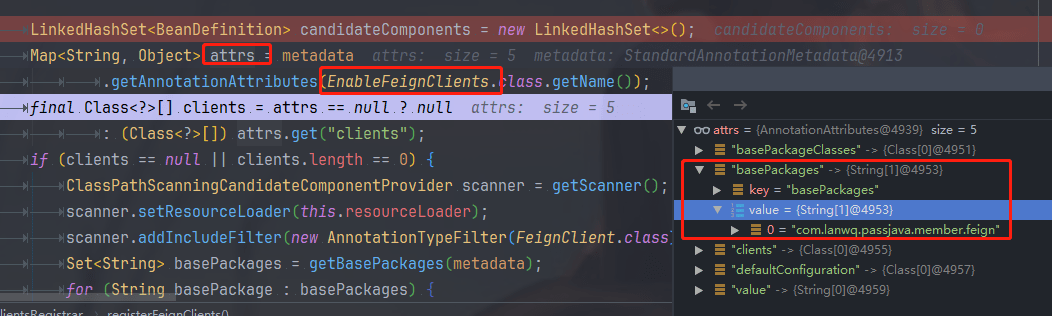 LinkedHashSet<BeanDefinition> candidateComponents = new LinkedHashSet<>();   candidateComponents:  size = 0
Map<String, Object> attrs = metadata   attrs:  size = 5   metadata: StandardAnnotationMetadata@4913
.getAnnotationAttributes(EnableFeignClients.class.getName());
final Class<?>[] clients = attrs == null ? null   attrs:  size = 5
: (Class<?>[]) attrs.get("clients");
if (clients == null || clients.length == 0) {
ClassPathScanningCandidateComponentProvider scanner = getScanner();
scanner.setResourceLoader(this.resourceLoader);
scanner.addIncludeFilter(new AnnotationTypeFilter(FeignClient.class)
Set<String> basePackages = getBasePackages(metadata);
for (String basePackage : basePackages) {
registerFeignClients()
attrs = {AnnotationAttributes@4939}  size = 5
"basePackageClasses" -> {Class[0]@4951}
"basePackages" -> {String[1]@4953}
key = "basePackages"
value = {String[1]@4953}
0 = "com.lanwq.passjava.member.feign"
"clients" -> {Class[0]@4955}
"defaultConfiguration" -> {Class[0]@4957}
"value" -> {String[0]@4959}